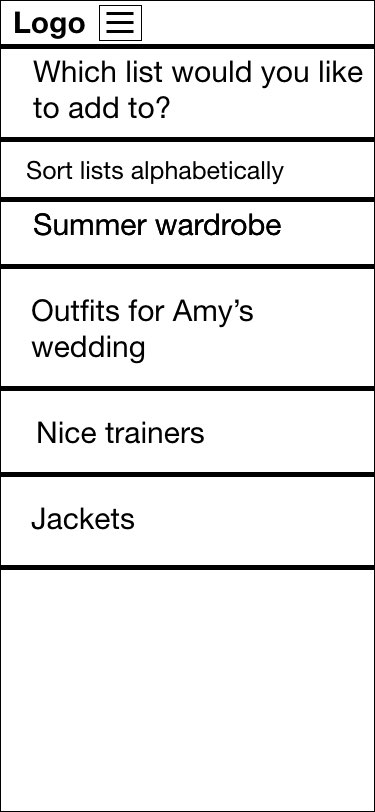 Logo
Which list would you like
to add to?
Sort lists alphabetically
Summer wardrobe
Outfits for Amy’s
wedding
Nice trainers
Jackets